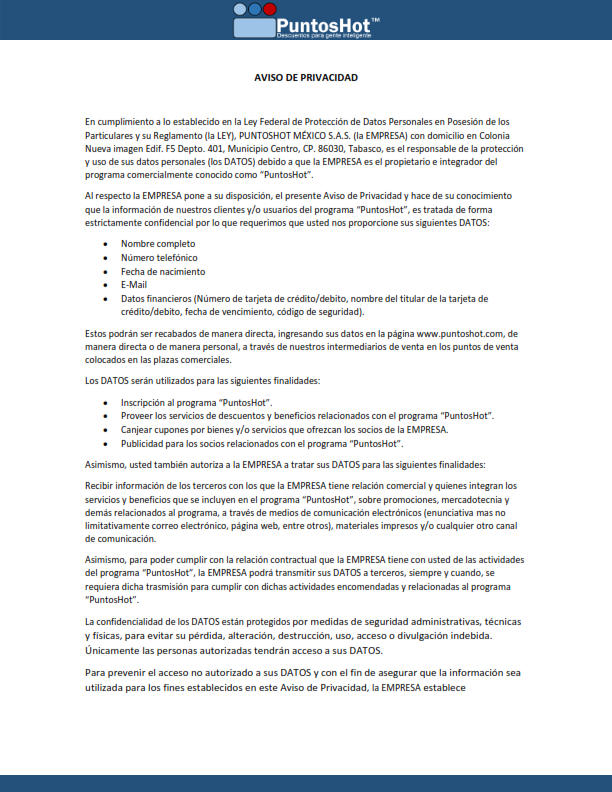 PuntosHot™
Descuentos para gente inteligente
AVISO DE PRIVACIDAD
En cumplimiento a lo establecido en la Ley Federal de Protección de Datos Personales en Posesión de los
Particulares y su Reglamento (la LEY), PUNTOSHOT MÉXICO S.A.S. (la EMPRESA) con domicilio en Colonia
Nueva imagen Edif. F5 Depto. 401, Municipio Centro, CP. 86030, Tabasco, es el responsable de la protección
y uso de sus datos personales (los DATOS) debido a que la EMPRESA es el propietario e integrador del
programa comercialmente conocido como “PuntosHot”.
Al respecto la EMPRESA pone a su disposición, el presente Aviso de Privacidad y hace de su conocimiento
que la información de nuestros clientes y/o usuarios del programa “PuntosHot”, es tratada de forma
estrictamente confidencial por lo que requerimos que usted nos proporcione sus siguientes DATOS:
• Nombre completo
• Número telefónico
• Fecha de nacimiento
• E-Mail
• Datos financieros (Número de tarjeta de crédito/debito, nombre del titular de la tarjeta de
crédito/debito, fecha de vencimiento, código de seguridad).
Estos podrán ser recabados de manera directa, ingresando sus datos en la página www.puntoshot.com, de
manera directa o de manera personal, a través de nuestros intermediarios de venta en los puntos de venta
colocados en las plazas comerciales.
Los DATOS serán utilizados para las siguientes finalidades:
• Inscripción al programa “PuntosHot”.
• Proveer los servicios de descuentos y beneficios relacionados con el programa “PuntosHot”.
• Canjear cupones por bienes y/o servicios que ofrezcan los socios de la EMPRESA.
• Publicidad para los socios relacionados con el programa “PuntosHot”.
Asimismo, usted también autoriza a la EMPRESA a tratar sus DATOS para las siguientes finalidades:
Recibir información de los terceros con los que la EMPRESA tiene relación comercial y quienes integran los
servicios y beneficios que se incluyen en el programa “PuntosHot”, sobre promociones, mercadotecnia y
demás relacionados al programa, a través de medios de comunicación electrónicos (enunciativa mas no
limitativamente correo electrónico, página web, entre otros), materiales impresos y/o cualquier otro canal
de comunicación.
Asimismo, para poder cumplir con la relación contractual que la EMPRESA tiene con usted de las actividades
del programa “PuntosHot”, la EMPRESA podrá transmitir sus DATOS a terceros, siempre y cuando, se
requiera dicha trasmisión para cumplir con dichas actividades encomendadas y relacionadas al programa
“PuntosHot”.
La confidencialidad de los DATOS están protegidos por medidas de seguridad administrativas, técnicas
y físicas, para evitar su pérdida, alteración, destrucción, uso, acceso o divulgación indebida.
Únicamente las personas autorizadas tendrán acceso a sus DATOS.
Para prevenir el acceso no autorizado a sus DATOS y con el fin de asegurar que la información sea
utilizada para los fines establecidos en este Aviso de Privacidad, la EMPRESA establece